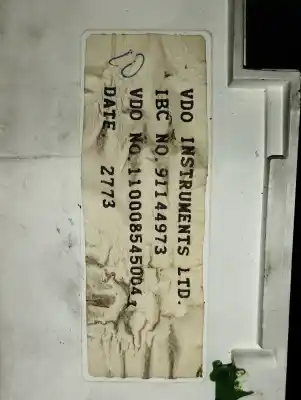 VDO INSTRUMENTS LTD.
IBC NO.91144973
VDO NO.110008545004
DATE 2773